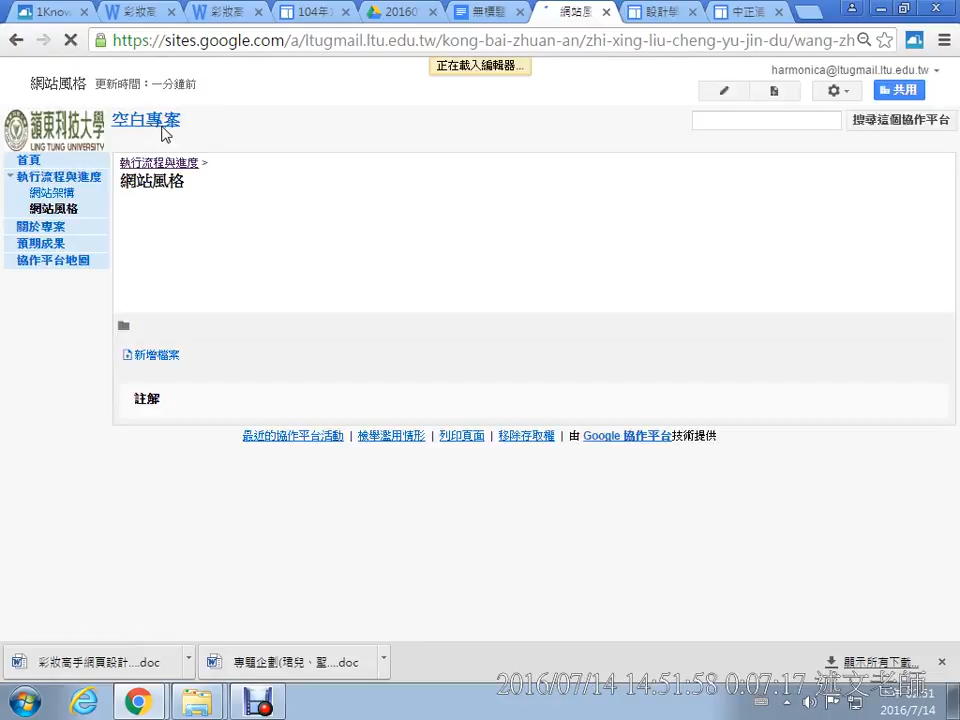 1Know
彩妝高
彩妝高
104年
20160
無標題
網站風
設計學
中正漢
https://sites.google.com/a/ltugmail.ltu.edu.tw/kong-bai-zhuan-an/zhi-xing-liu-cheng-yu-jin-du/wang-zh
正在載入編輯器...
harmonica@ltugmail.ltu.edu.tw
網站風格 更新時間：一分鐘前
共用
嶺東科技大學
LING TUNG UNIVERSITY
空白專案
搜尋這個協作平台
首頁
執行流程與進度
網站架構
網站風格
關於專案
預期成果
協作平台地圖
執行流程與進度 >
網站風格
新增檔案
註解
最近的協作平台活動 | 檢舉濫用情形 | 列印頁面 | 移除存取權 | 由 Google 協作平台技術提供
彩妝高手網頁設計....doc
專題企劃(珺兒、聖....doc
顯示所有下載...
2016/07/14 14:51:58 0:07:17 述文老師
2016/7/14